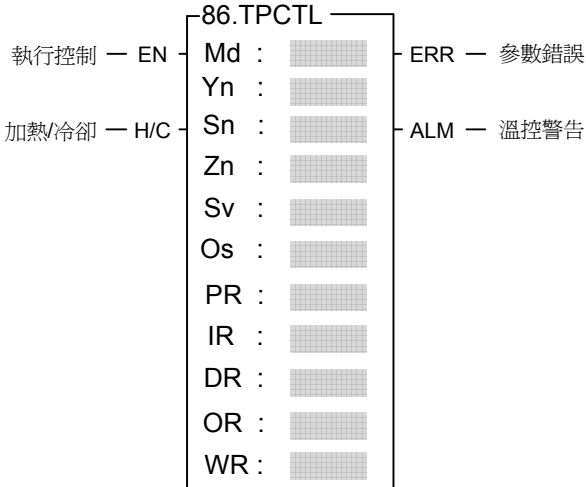 86.TPCTL
執行控制 EN Md : ERR 參數錯誤
Yn :
加熱/冷卻 H/C Sn : ALM 溫控警告
Zn :
Sv :
Os :
PR :
IR :
DR :
OR :
WR :